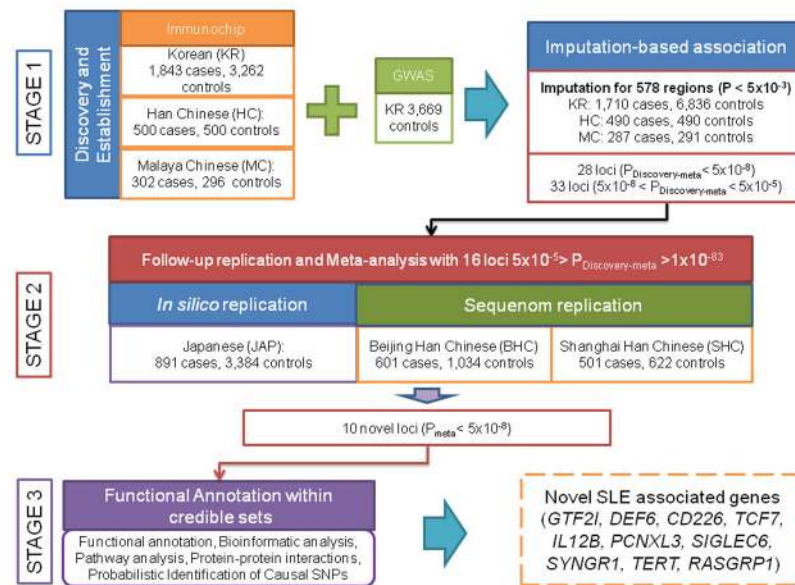 STAGE 1
Discovery and
Establishment
Immunochip
Korean (KR)
1,843 cases, 3,262
controls
Han Chinese (HC):
500 cases, 500 controls
Malaya Chinese (MC):
302 cases, 296 controls
GWAS
KR 3,669
controls
Imputation-based association
Imputation for 578 regions (P < 5x10-3)
KR: 1,710 cases, 6,836 controls
HC: 490 cases, 490 controls
MC: 287 cases, 291 controls
28 loci (PDiscovery-meta < 5x10-8)
33 loci (5x10-8 < PDiscovery-meta < 5x10-5)
STAGE 2
Follow-up replication and Meta-analysis with 16 loci 5x10-5 > PDiscovery-meta > 1x10-83
In silico replication
Sequenom replication
Japanese (JAP):
891 cases, 3,384 controls
Beijing Han Chinese (BHC)
601 cases, 1,034 controls
Shanghai Han Chinese (SHC)
501 cases, 622 controls
10 novel loci (Pmeta < 5x10-8)
STAGE 3
Functional Annotation within
credible sets
Functional annotation, Bioinformatic analysis,
Pathway analysis, Protein-protein interactions,
Probabilistic Identification of Causal SNPs
Novel SLE associated genes
(GTF2I, DEF6, CD226, TCF7,
IL12B, PCNXL3, SIGLEC6,
SYNGR1, TERT, RASGRP1)